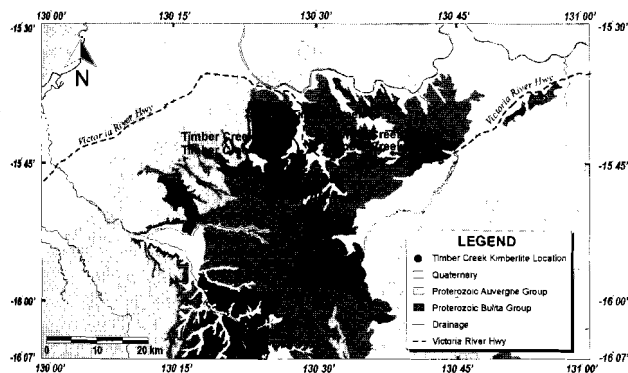 130 00' 130 15' 130 30' 130 45' 131 00'
-15 30' -15 30'
N
Victoria River Hwy
Victoria River Hwy
Timber Creek
Timber Creek
-15 45' -15 45'
LEGEND
Timber Creek Kimberlite Location
Quaternary
Proterozoic Auvergne Group
Proterozoic Bulita Group
Drainage
Victoria River Hwy
-16 00' -16 00'
0 10 20 km
-16 07' -16 07'
130 00' 130 15' 130 30' 130 45' 131 00'